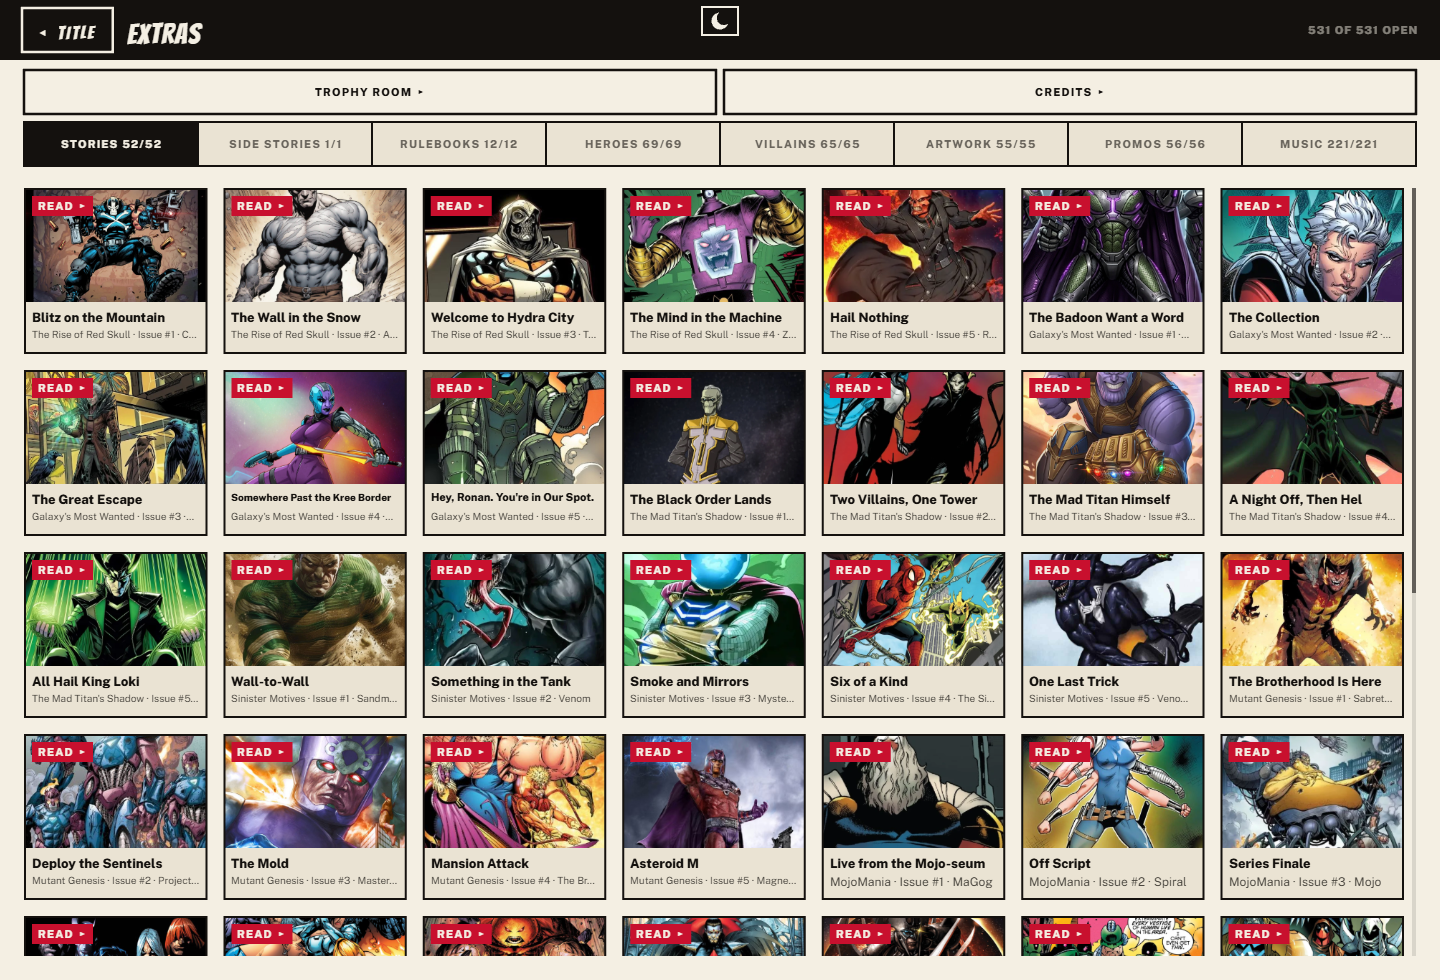 ◂ TITLE
EXTRAS
531 OF 531 OPEN
TROPHY ROOM ▸
CREDITS ▸
STORIES 52/52
SIDE STORIES 1/1
RULEBOOKS 12/12
HEROES 69/69
VILLAINS 65/65
ARTWORK 55/55
PROMOS 56/56
MUSIC 221/221
READ ▸
READ ▸
READ ▸
READ ▸
READ ▸
READ ▸
READ ▸
Blitz on the Mountain
The Wall in the Snow
Welcome to Hydra City
The Mind in the Machine
Hail Nothing
The Badoon Want a Word
The Collection
The Rise of Red Skull · Issue #1 · C...
The Rise of Red Skull · Issue #2 · A...
The Rise of Red Skull · Issue #3 · T...
The Rise of Red Skull · Issue #4 · Z...
The Rise of Red Skull · Issue #5 · R...
Galaxy's Most Wanted · Issue #1 · ...
Galaxy's Most Wanted · Issue #2 · ...
READ ▸
READ ▸
READ ▸
READ ▸
READ ▸
READ ▸
READ ▸
The Great Escape
Somewhere Past the Kree Border
Hey, Ronan. You're in Our Spot.
The Black Order Lands
Two Villains, One Tower
The Mad Titan Himself
A Night Off, Then Hel
Galaxy's Most Wanted · Issue #3 · ...
Galaxy's Most Wanted · Issue #4 · ...
Galaxy's Most Wanted · Issue #5 · ...
The Mad Titan's Shadow · Issue #1...
The Mad Titan's Shadow · Issue #2...
The Mad Titan's Shadow · Issue #3...
The Mad Titan's Shadow · Issue #4...
READ ▸
READ ▸
READ ▸
READ ▸
READ ▸
READ ▸
READ ▸
All Hail King Loki
Wall-to-Wall
Something in the Tank
Smoke and Mirrors
Six of a Kind
One Last Trick
The Brotherhood Is Here
The Mad Titan's Shadow · Issue #5...
Sinister Motives · Issue #1 · Sandm...
Sinister Motives · Issue #2 · Venom
Sinister Motives · Issue #3 · Myste...
Sinister Motives · Issue #4 · The Si...
Sinister Motives · Issue #5 · Veno...
Mutant Genesis · Issue #1 · Sabret...
READ ▸
READ ▸
READ ▸
READ ▸
READ ▸
READ ▸
READ ▸
Deploy the Sentinels
The Mold
Mansion Attack
Asteroid M
Live from the Mojo-seum
Off Script
Series Finale
Mutant Genesis · Issue #2 · Project...
Mutant Genesis · Issue #3 · Master...
Mutant Genesis · Issue #4 · The Br...
Mutant Genesis · Issue #5 · Magne...
MojoMania · Issue #1 · MaGog
MojoMania · Issue #2 · Spiral
MojoMania · Issue #3 · Mojo
READ ▸
READ ▸
READ ▸
READ ▸
READ ▸
READ ▸
READ ▸
EVERY VESTIGE
OF HUMAN LIFE
IN THE AREA.
I
CAN'T
EVEN GET
THIS.